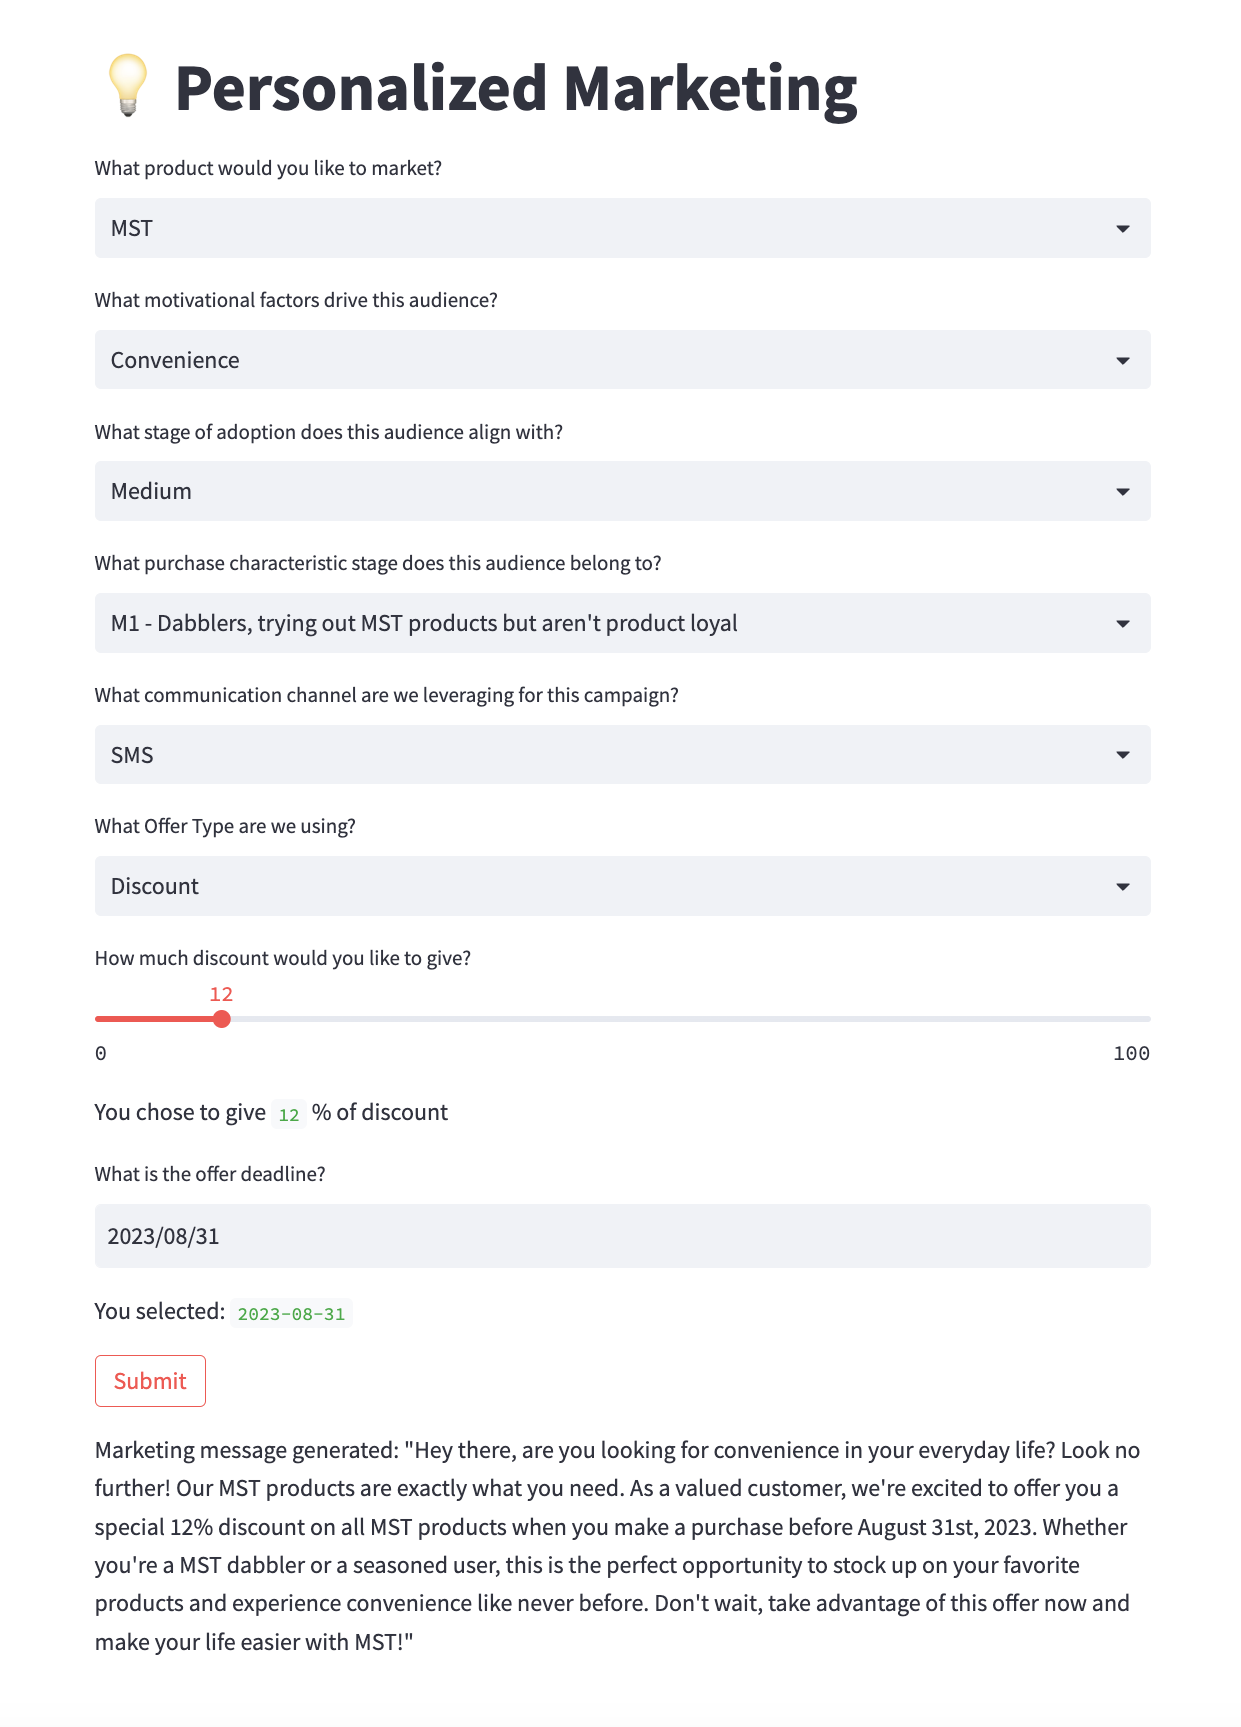 Personalized Marketing
What product would you like to market?
MST
What motivational factors drive this audience?
Convenience
What stage of adoption does this audience align with?
Medium
What purchase characteristic stage does this audience belong to?
M1 - Dabblers, trying out MST products but aren't product loyal
What communication channel are we leveraging for this campaign?
SMS
What Offer Type are we using?
Discount
How much discount would you like to give?
12
0 100
You chose to give 12 % of discount
What is the offer deadline?
2023/08/31
You selected: 2023-08-31
Submit
Marketing message generated: "Hey there, are you looking for convenience in your everyday life? Look no
further! Our MST products are exactly what you need. As a valued customer, we're excited to offer you a
special 12% discount on all MST products when you make a purchase before August 31st, 2023. Whether
you're a MST dabbler or a seasoned user, this is the perfect opportunity to stock up on your favorite
products and experience convenience like never before. Don't wait, take advantage of this offer now and
make your life easier with MST!"